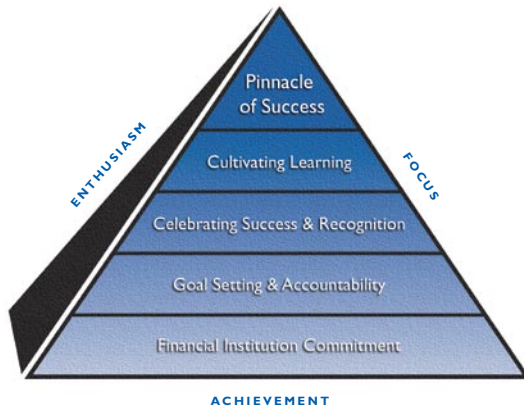 Pinnacle
of Success
ENTHUSIASM
FOCUS
Cultivating Learning
Celebrating Success & Recognition
Goal Setting & Accountability
Financial Institution Commitment
ACHIEVEMENT